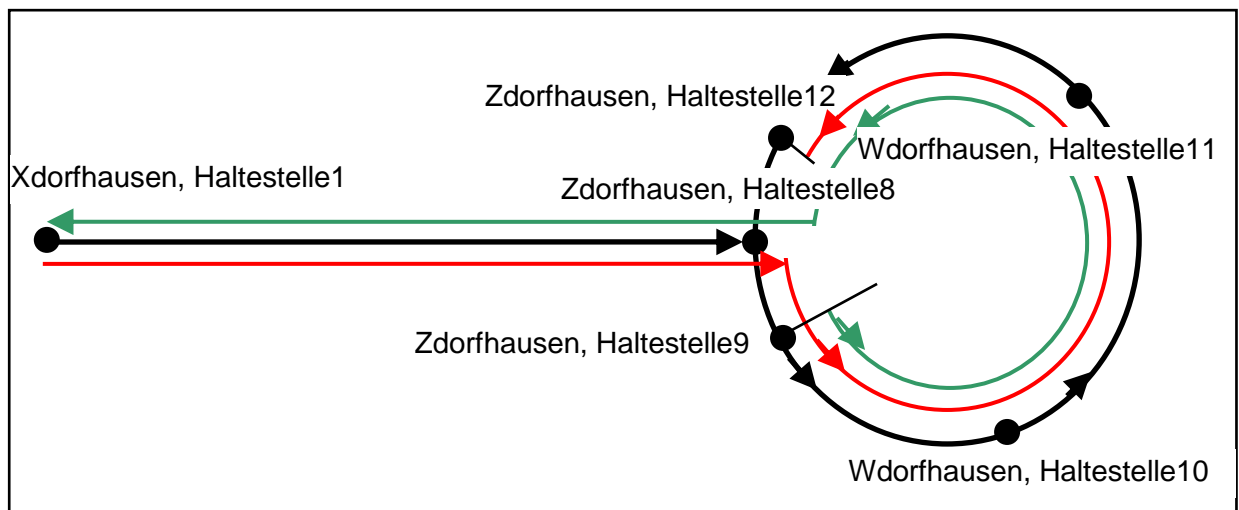 Zdorfhausen, Haltestelle12
Wdorfhausen, Haltestelle11
Xdorfhausen, Haltestelle1
Zdorfhausen, Haltestelle8
Zdorfhausen, Haltestelle9
Wdorfhausen, Haltestelle10